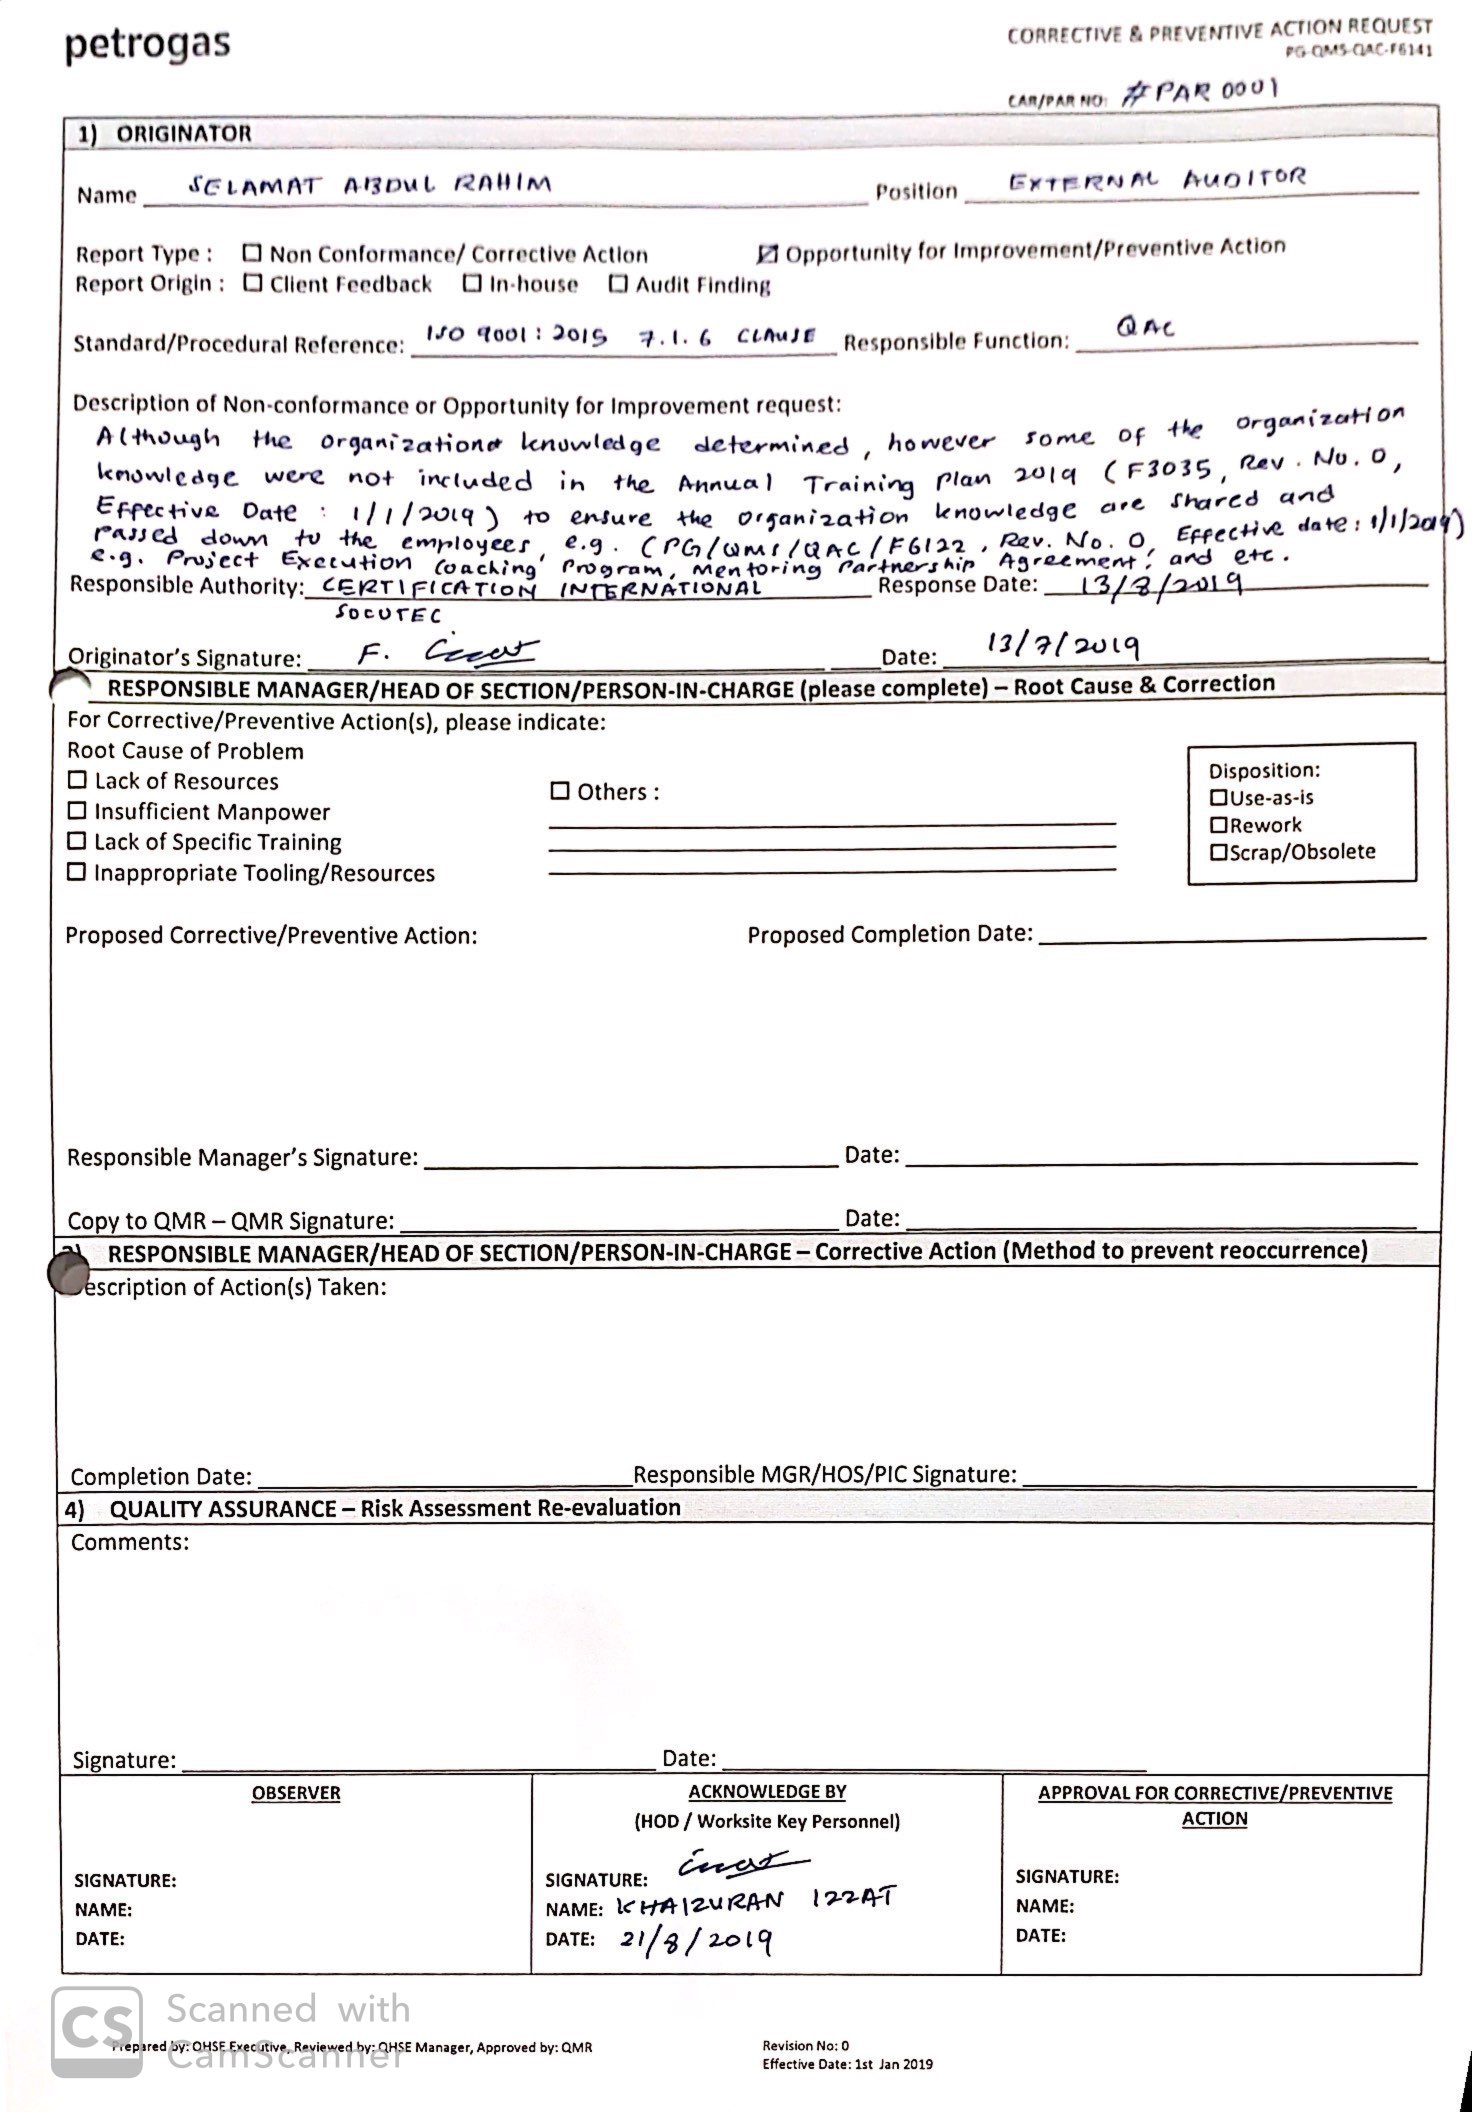 petrogas
CORRECTIVE & PREVENTIVE ACTION REQUEST
PG-QMS-QAC-F6141
CAR/PAR NO: #PAR 0001
1) ORIGINATOR
Name SELAMAT ABDUL RAHIM Position EXTERNAL AUDITOR
Report Type : ☐ Non Conformance/ Corrective Action ☑ Opportunity for Improvement/Preventive Action
Report Origin : ☐ Client Feedback ☐ In-house ☐ Audit Finding
Standard/Procedural Reference: ISO 9001:2015 7.1.6 CLAUSE Responsible Function: QAC
Description of Non-conformance or Opportunity for Improvement request:
Although the organization knowledge determined, however some of the organization
knowledge were not included in the Annual Training Plan 2019 (F3035, Rev. No. 0,
Effective Date : 1/1/2019) to ensure the organization knowledge are shared and
passed down to the employees, e.g. (PG/QMS/QAC/F6122, Rev. No. 0, Effective date: 1/1/2019)
e.g. Project Execution Coaching Program, Mentoring Partnership Agreement, and etc.
Responsible Authority: CERTIFICATION INTERNATIONAL Response Date: 13/8/2019
SOCUTEC
Originator's Signature: F. Date: 13/7/2019
RESPONSIBLE MANAGER/HEAD OF SECTION/PERSON-IN-CHARGE (please complete) – Root Cause & Correction
For Corrective/Preventive Action(s), please indicate:
Root Cause of Problem
☐ Lack of Resources
☐ Insufficient Manpower
☐ Lack of Specific Training
☐ Inappropriate Tooling/Resources
☐ Others :
Disposition:
☐Use-as-is
☐Rework
☐Scrap/Obsolete
Proposed Corrective/Preventive Action: Proposed Completion Date:
Responsible Manager's Signature: Date:
Copy to QMR – QMR Signature: Date:
RESPONSIBLE MANAGER/HEAD OF SECTION/PERSON-IN-CHARGE – Corrective Action (Method to prevent reoccurrence)
escription of Action(s) Taken:
Completion Date: Responsible MGR/HOS/PIC Signature:
4) QUALITY ASSURANCE – Risk Assessment Re-evaluation
Comments:
Signature: Date:
OBSERVER
SIGNATURE:
NAME:
DATE:
ACKNOWLEDGE BY
(HOD / Worksite Key Personnel)
SIGNATURE:
NAME: KHAIZURAN IZZAT
DATE: 21/8/2019
APPROVAL FOR CORRECTIVE/PREVENTIVE
ACTION
SIGNATURE:
NAME:
DATE:
CS Scanned with
CamScanner
Prepared by: QHSE Executive, Reviewed by: QHSE Manager, Approved by: QMR
Revision No: 0
Effective Date: 1st Jan 2019